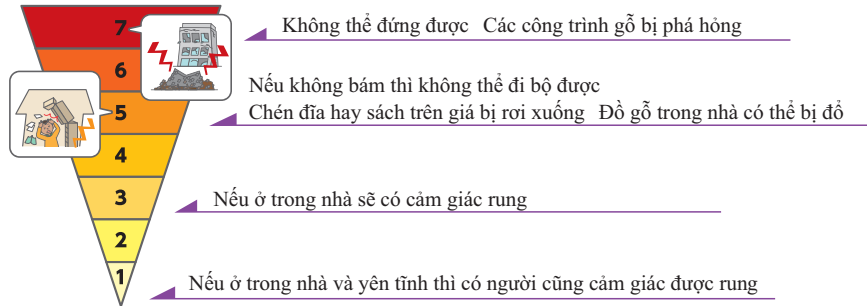 7
Không thể đứng được Các công trình gỗ bị phá hỏng
6
Nếu không bám thì không thể đi bộ được
5
Chén đĩa hay sách trên giá bị rơi xuống Đồ gỗ trong nhà có thể bị đổ
4
3
Nếu ở trong nhà sẽ có cảm giác rung
2
1
Nếu ở trong nhà và yên tĩnh thì có người cũng cảm giác được rung